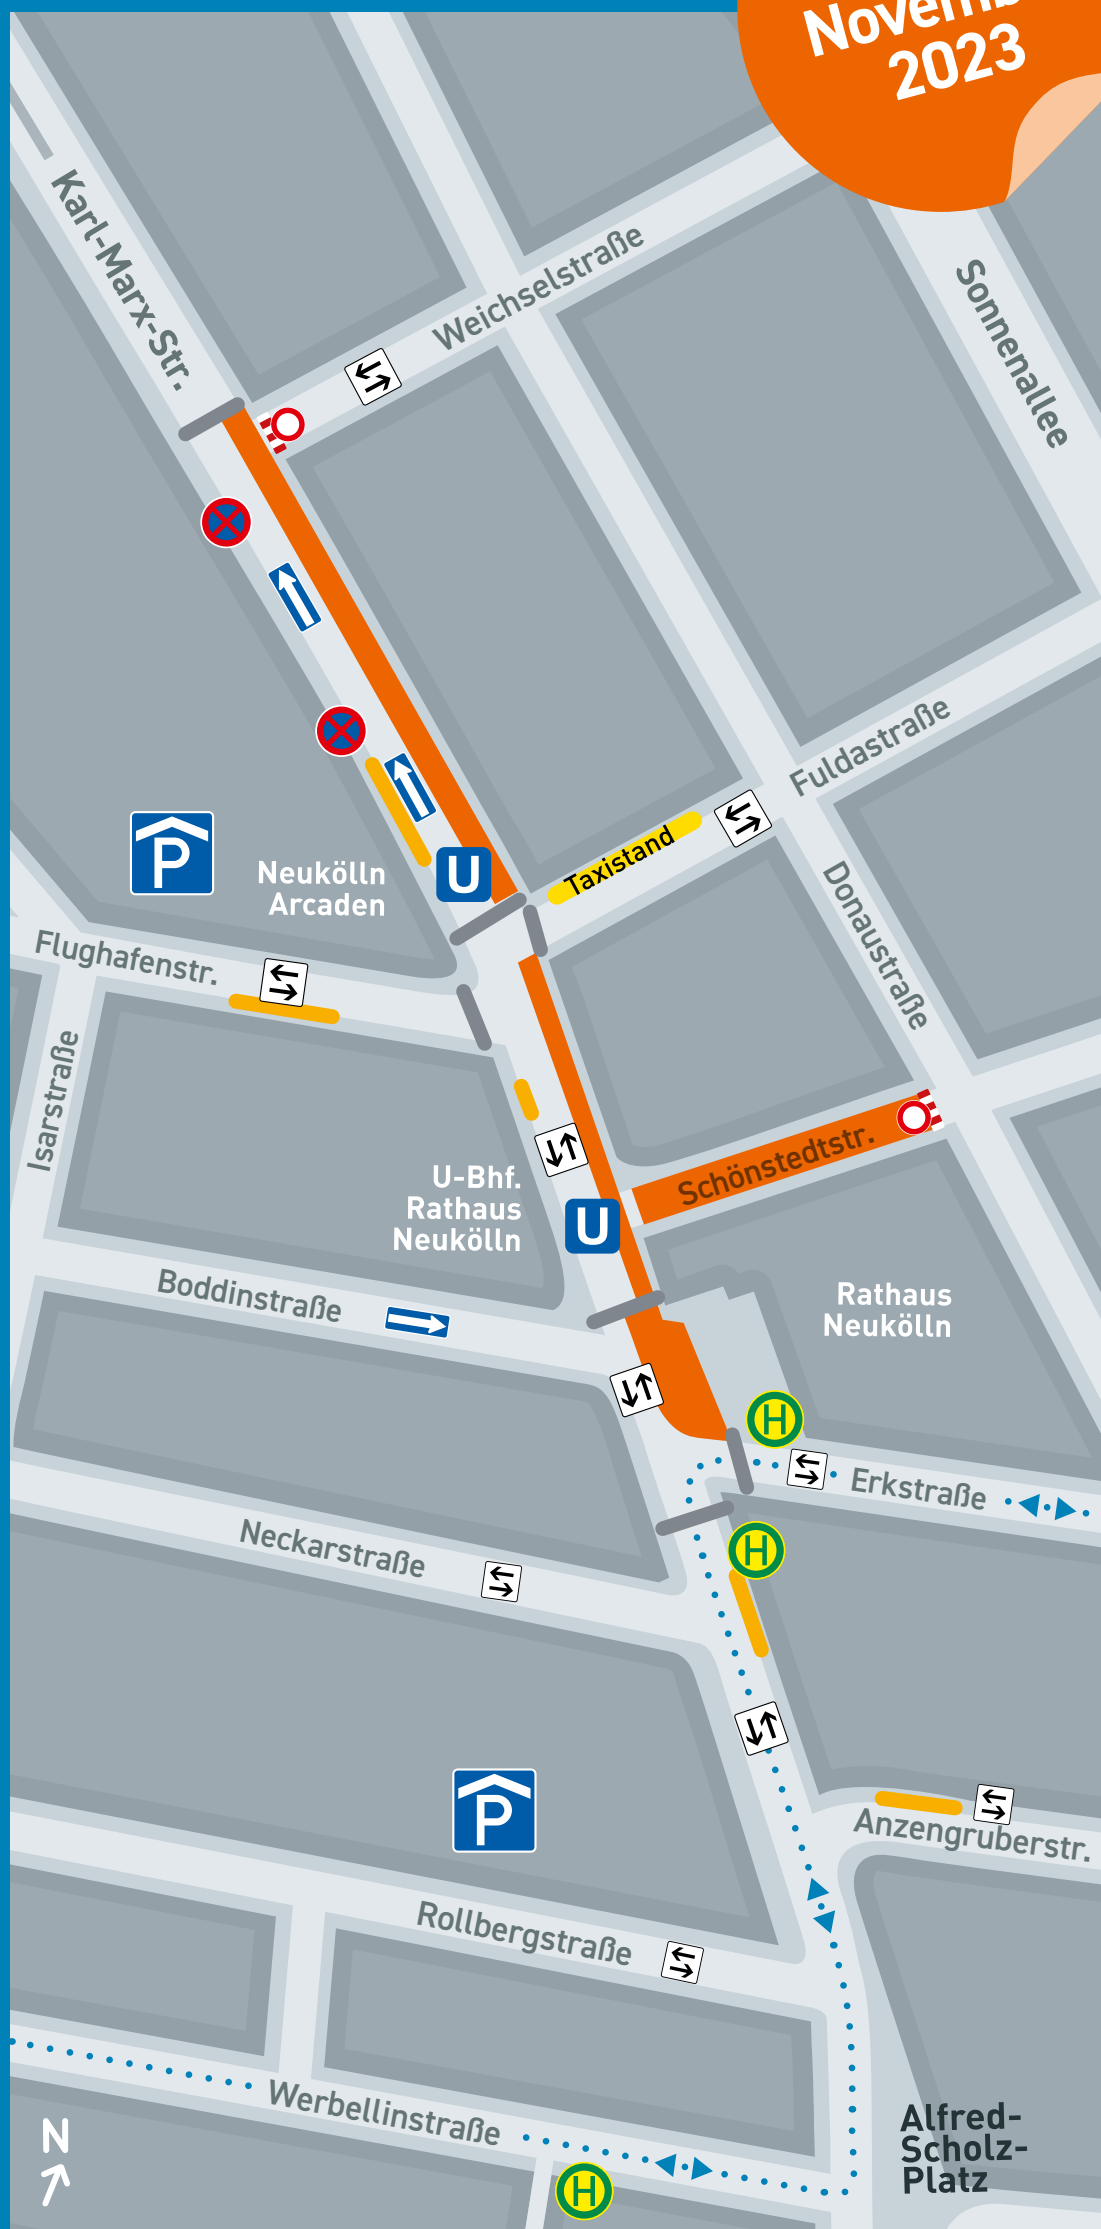 2023
Karl-Marx-Str.
Weichselstraße
Sonnenallee
Fuldastraße
Taxistand
P
U
Neukölln
Arcaden
Donaustraße
Flughafenstr.
Isarstraße
Schönstedtstr.
U-Bhf.
Rathaus
Neukölln
U
Boddinstraße
Rathaus
Neukölln
H
Erkstraße
Neckarstraße
H
P
Anzengruberstr.
Rollbergstraße
Werbellinstraße
N
H
Alfred-
Scholz-
Platz